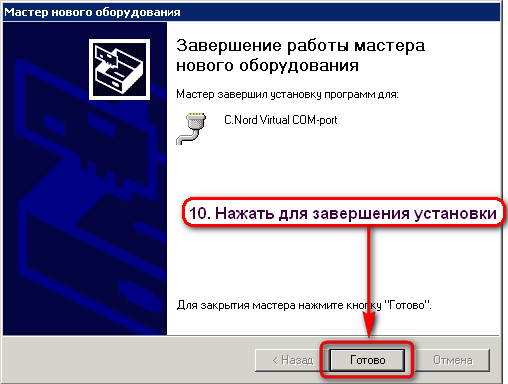 Мастер нового оборудования
Завершение работы мастера
нового оборудования
Мастер завершил установку программ для:
C.Nord Virtual COM-port
10. Нажать для завершения установки
Для закрытия мастера нажмите кнопку "Готово".
< Назад Готово Отмена